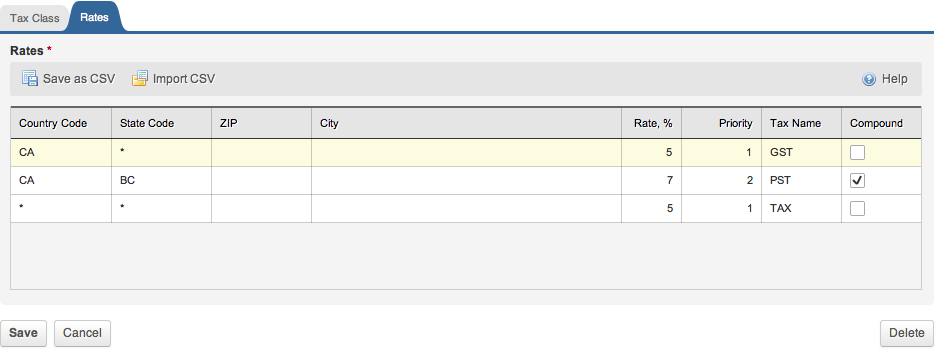 Tax Class Rates
Rates *
Save as CSV Import CSV Help
Country Code State Code ZIP City Rate, % Priority Tax Name Compound
CA * 5 1 GST
CA BC 7 2 PST
* * 5 1 TAX
Save Cancel Delete